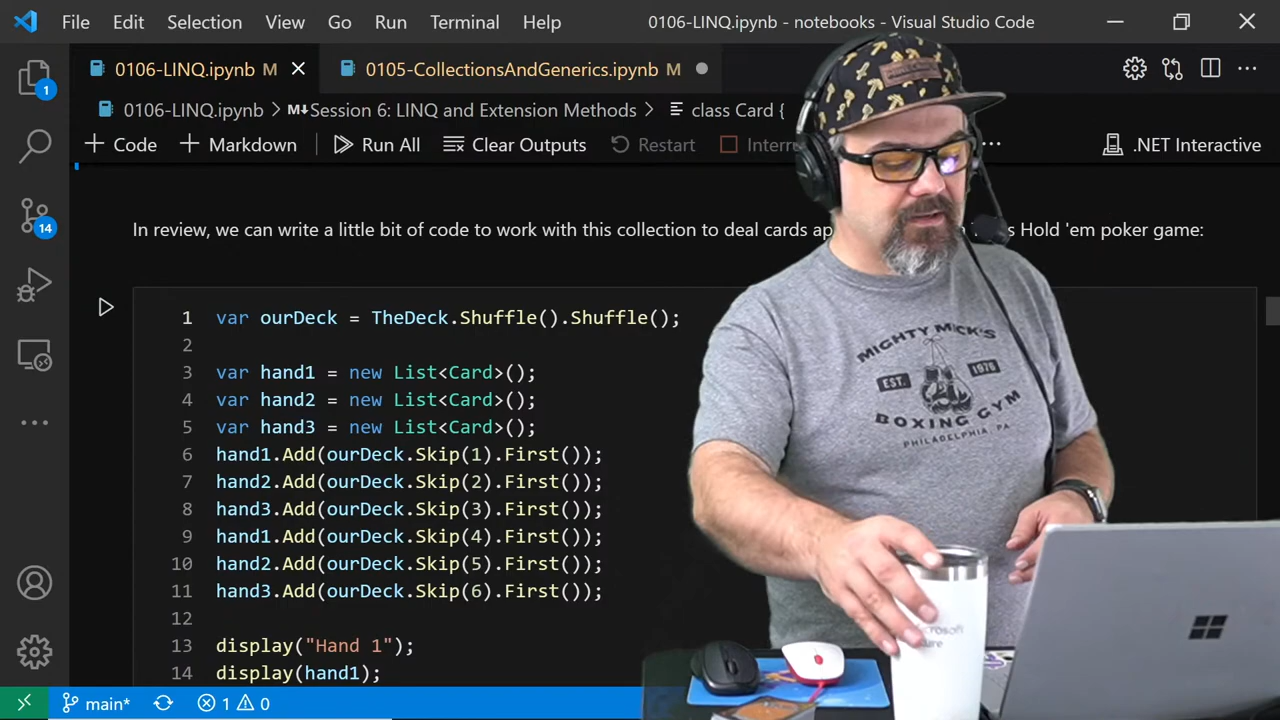 File Edit Selection View Go Run Terminal Help 0106-LINQ.ipynb - notebooks - Visual Studio Code
0106-LINQ.ipynb M 0105-CollectionsAndGenerics.ipynb M
1
0106-LINQ.ipynb > M Session 6: LINQ and Extension Methods > class Card {
+ Code + Markdown Run All Clear Outputs Restart Interr ... .NET Interactive
14
In review, we can write a little bit of code to work with this collection to deal cards ap Hold 'em poker game:
1 var ourDeck = TheDeck.Shuffle().Shuffle();
2
3 var hand1 = new List<Card>();
4 var hand2 = new List<Card>();
5 var hand3 = new List<Card>();
6 hand1.Add(ourDeck.Skip(1).First());
7 hand2.Add(ourDeck.Skip(2).First());
8 hand3.Add(ourDeck.Skip(3).First());
9 hand1.Add(ourDeck.Skip(4).First());
10 hand2.Add(ourDeck.Skip(5).First());
11 hand3.Add(ourDeck.Skip(6).First());
12
13 display("Hand 1");
14 display(hand1);
MIGHTY MICK'S
EST. 1976
BOXING GYM
PHILADELPHIA, PA
main* 1 0